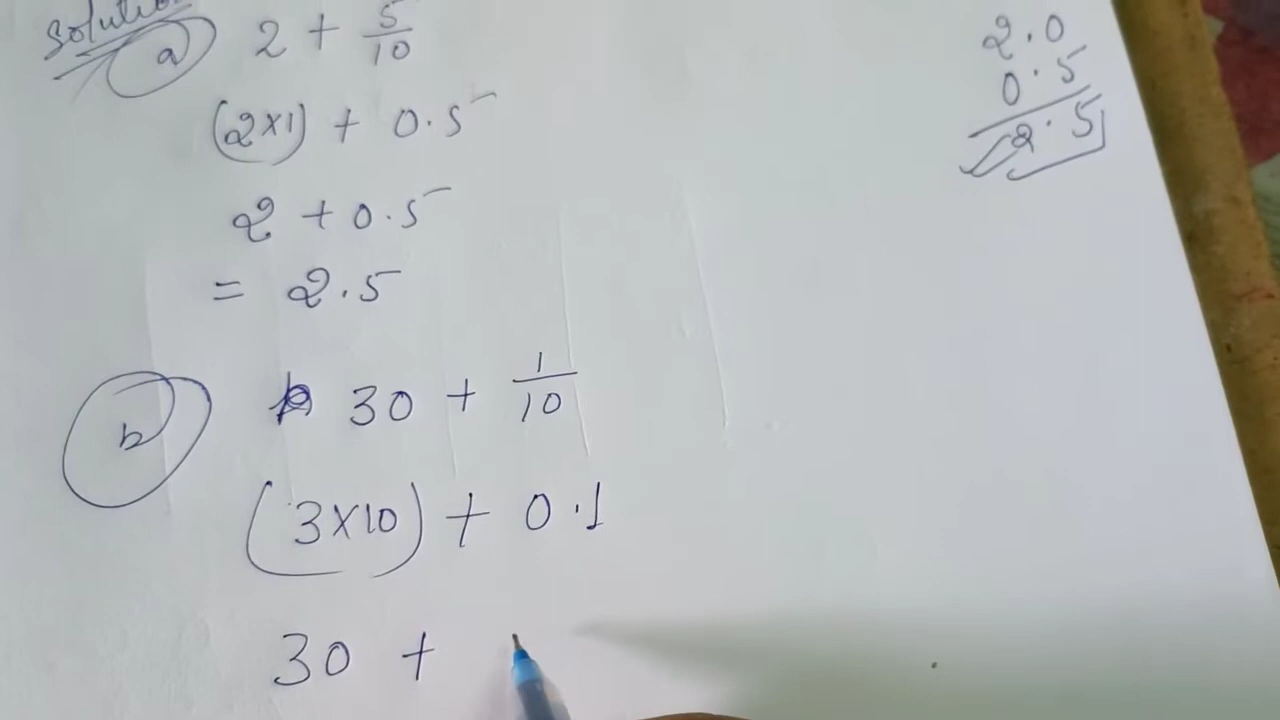 Solution
a 2 + 5/10
(2×1) + 0.5
2 + 0.5
= 2.5
2.0
0.5
2.5
b 30 + 1/10
(3×10) + 0.1
30 +